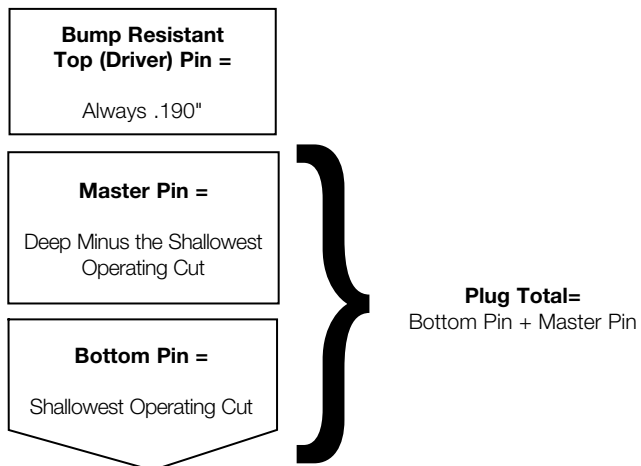 Bump Resistant
Top (Driver) Pin =
Always .190"
Master Pin =
Deep Minus the Shallowest
Operating Cut
Plug Total=
Bottom Pin + Master Pin
Bottom Pin =
Shallowest Operating Cut